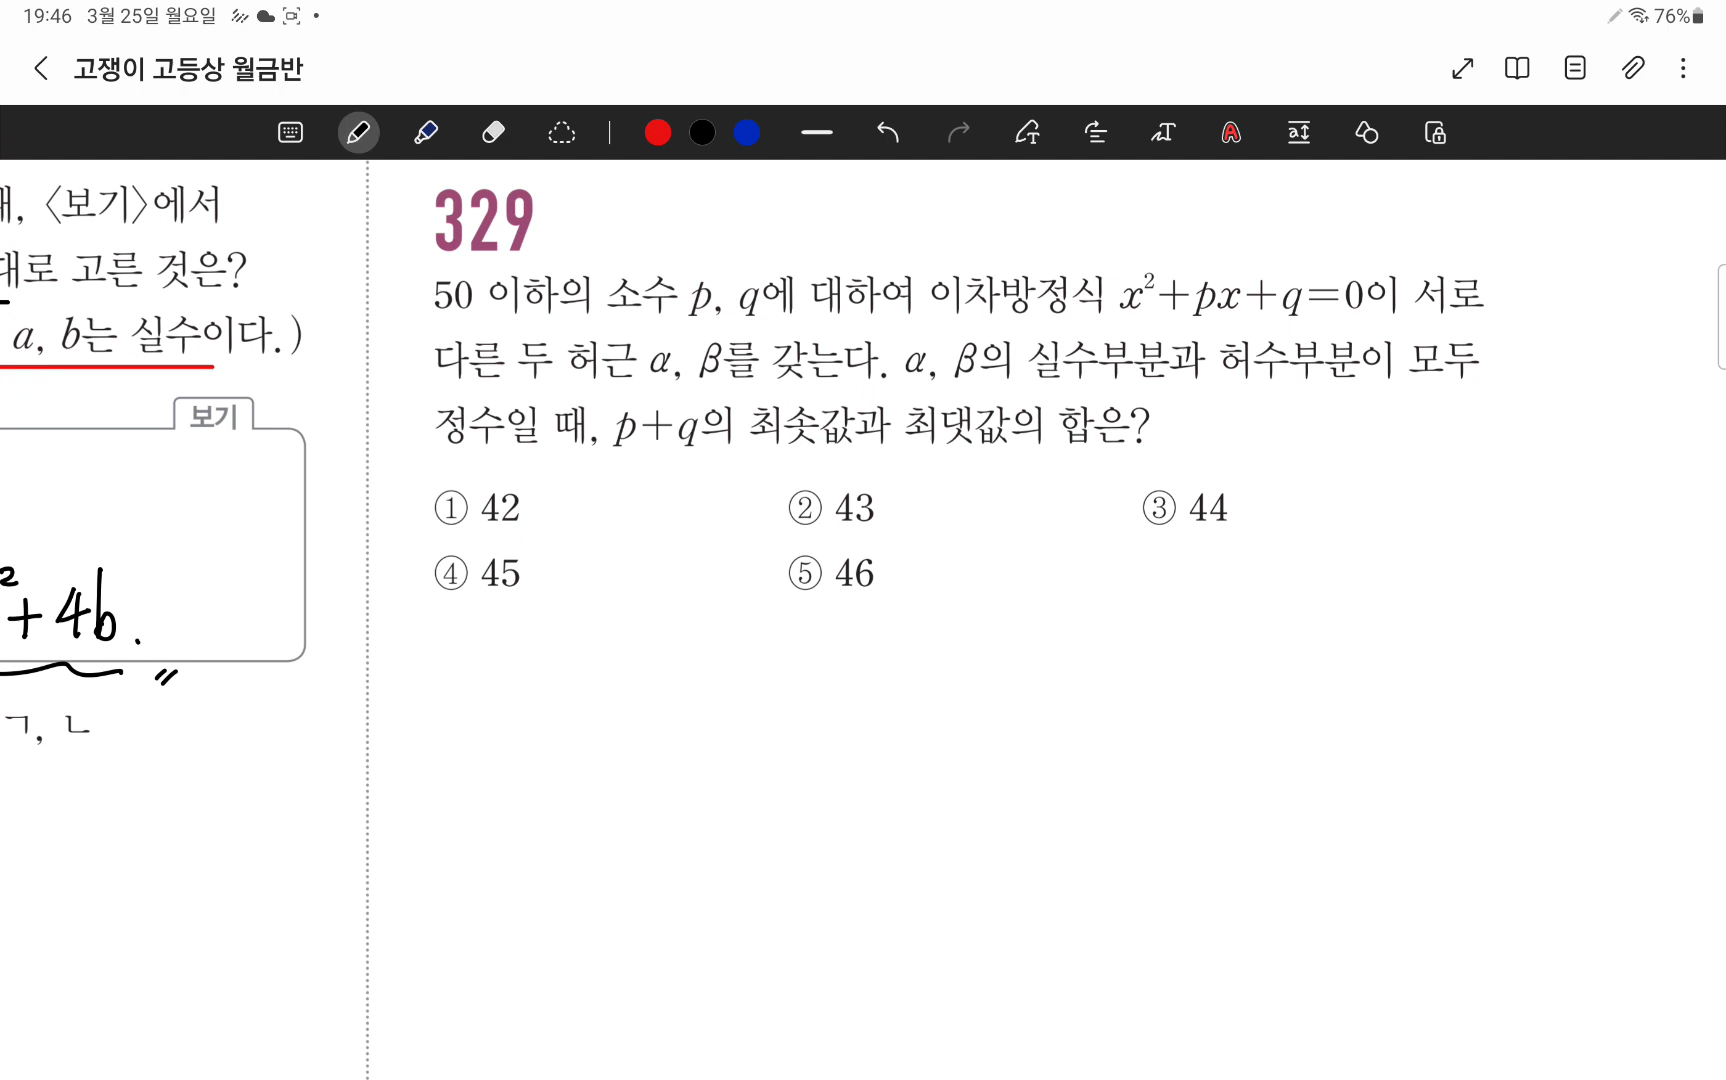 19:46 3월 25일 월요일
76%
고쟁이 고등상 월금반
때, 〈보기〉에서
대로 고른 것은?
a, b는 실수이다.)
보기
² + 4b.
ㄱ, ㄴ
329
50 이하의 소수 p, q에 대하여 이차방정식 x²+px+q=0이 서로
다른 두 허근 α, β를 갖는다. α, β의 실수부분과 허수부분이 모두
정수일 때, p+q의 최솟값과 최댓값의 합은?
① 42 ② 43 ③ 44
④ 45 ⑤ 46